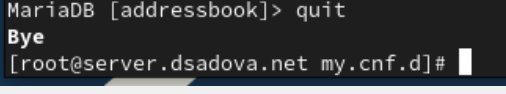 MariaDB [addressbook]> quit
Bye
[root@server.dsadova.net my.cnf.d]#